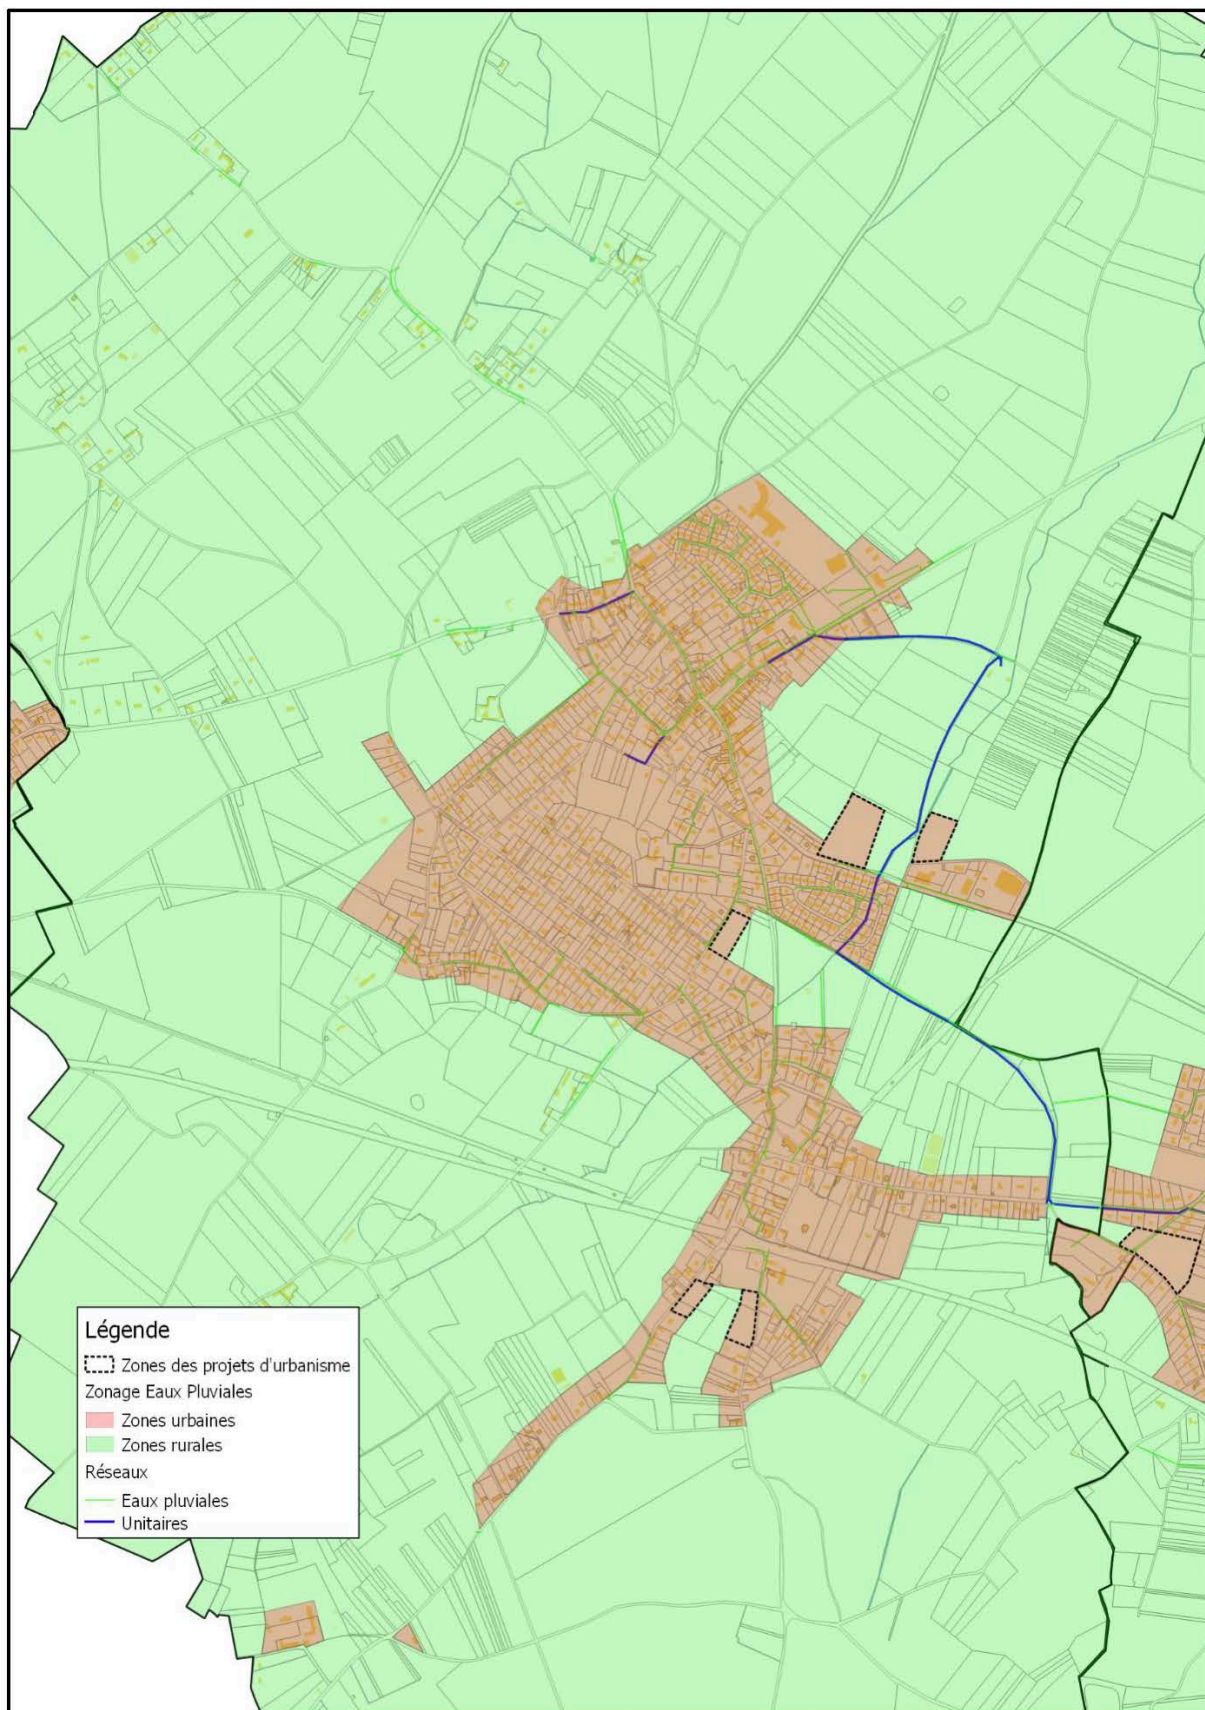 Légende
Zones des projets d'urbanisme
Zonage Eaux Pluviales
Zones urbaines
Zones rurales
Réseaux
Eaux pluviales
Unitaires